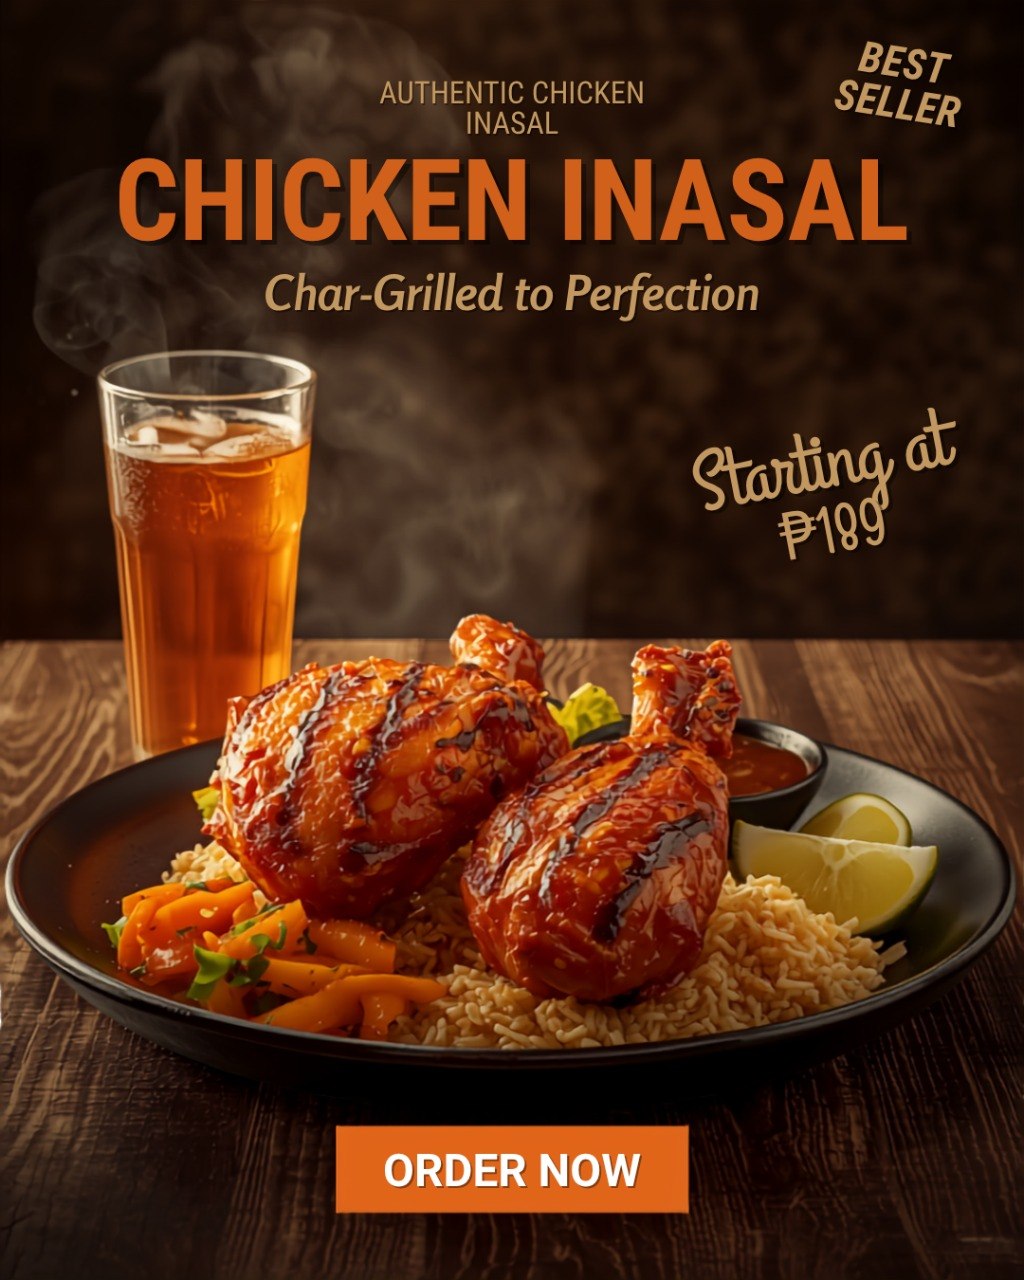 BEST
SELLER
AUTHENTIC CHICKEN
INASAL
CHICKEN INASAL
Char-Grilled to Perfection
Starting at
₱189
ORDER NOW